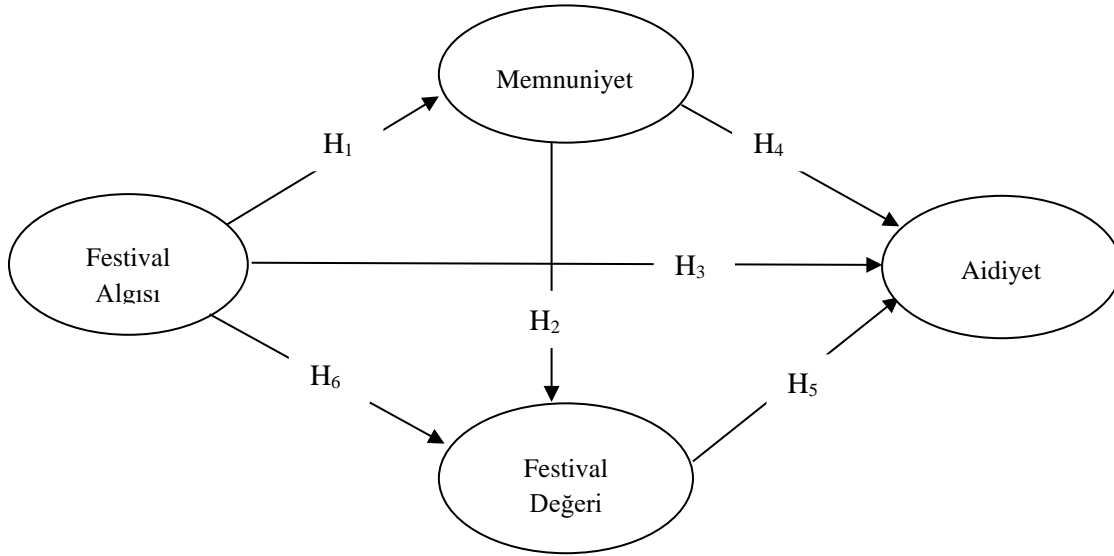 Memnuniyet
H₁
H₄
Festival
Algısı
H₃
Aidiyet
H₂
H₆
H₅
Festival
Değeri